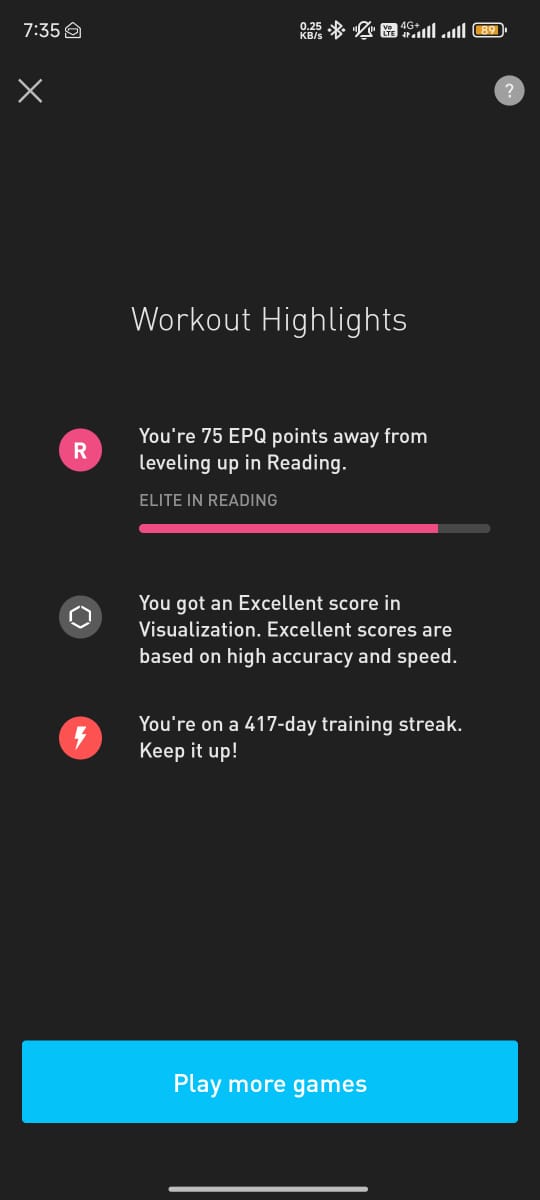 7:35
0.25
KB/s
Vo
LTE
4G+
89
?
Workout Highlights
R
You're 75 EPQ points away from
leveling up in Reading.
ELITE IN READING
You got an Excellent score in
Visualization. Excellent scores are
based on high accuracy and speed.
You're on a 417-day training streak.
Keep it up!
Play more games